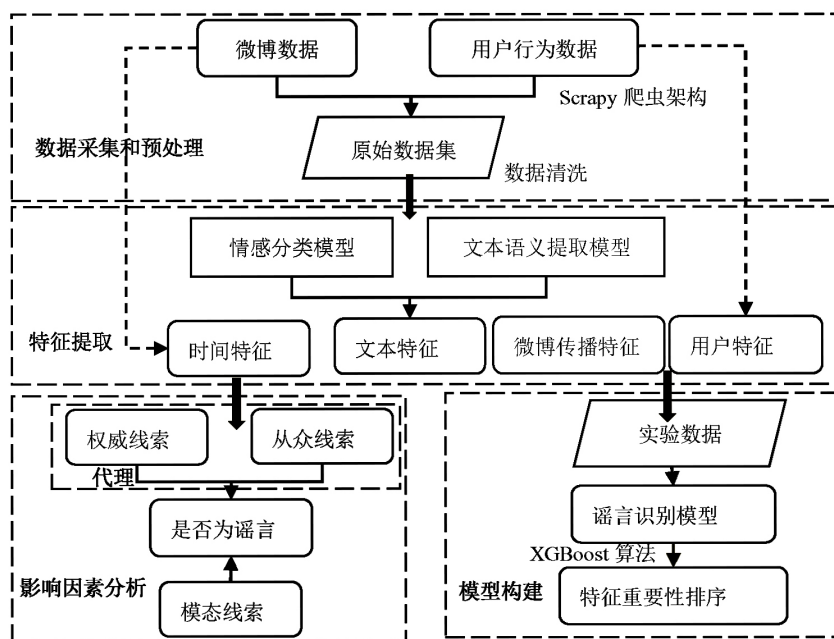 微博数据
用户行为数据
Scrapy 爬虫架构
数据采集和预处理
原始数据集
数据清洗
情感分类模型
文本语义提取模型
特征提取
时间特征
文本特征
微博传播特征
用户特征
权威线索
从众线索
代理
是否为谣言
影响因素分析
模态线索
实验数据
谣言识别模型
XGBoost 算法
模型构建
特征重要性排序